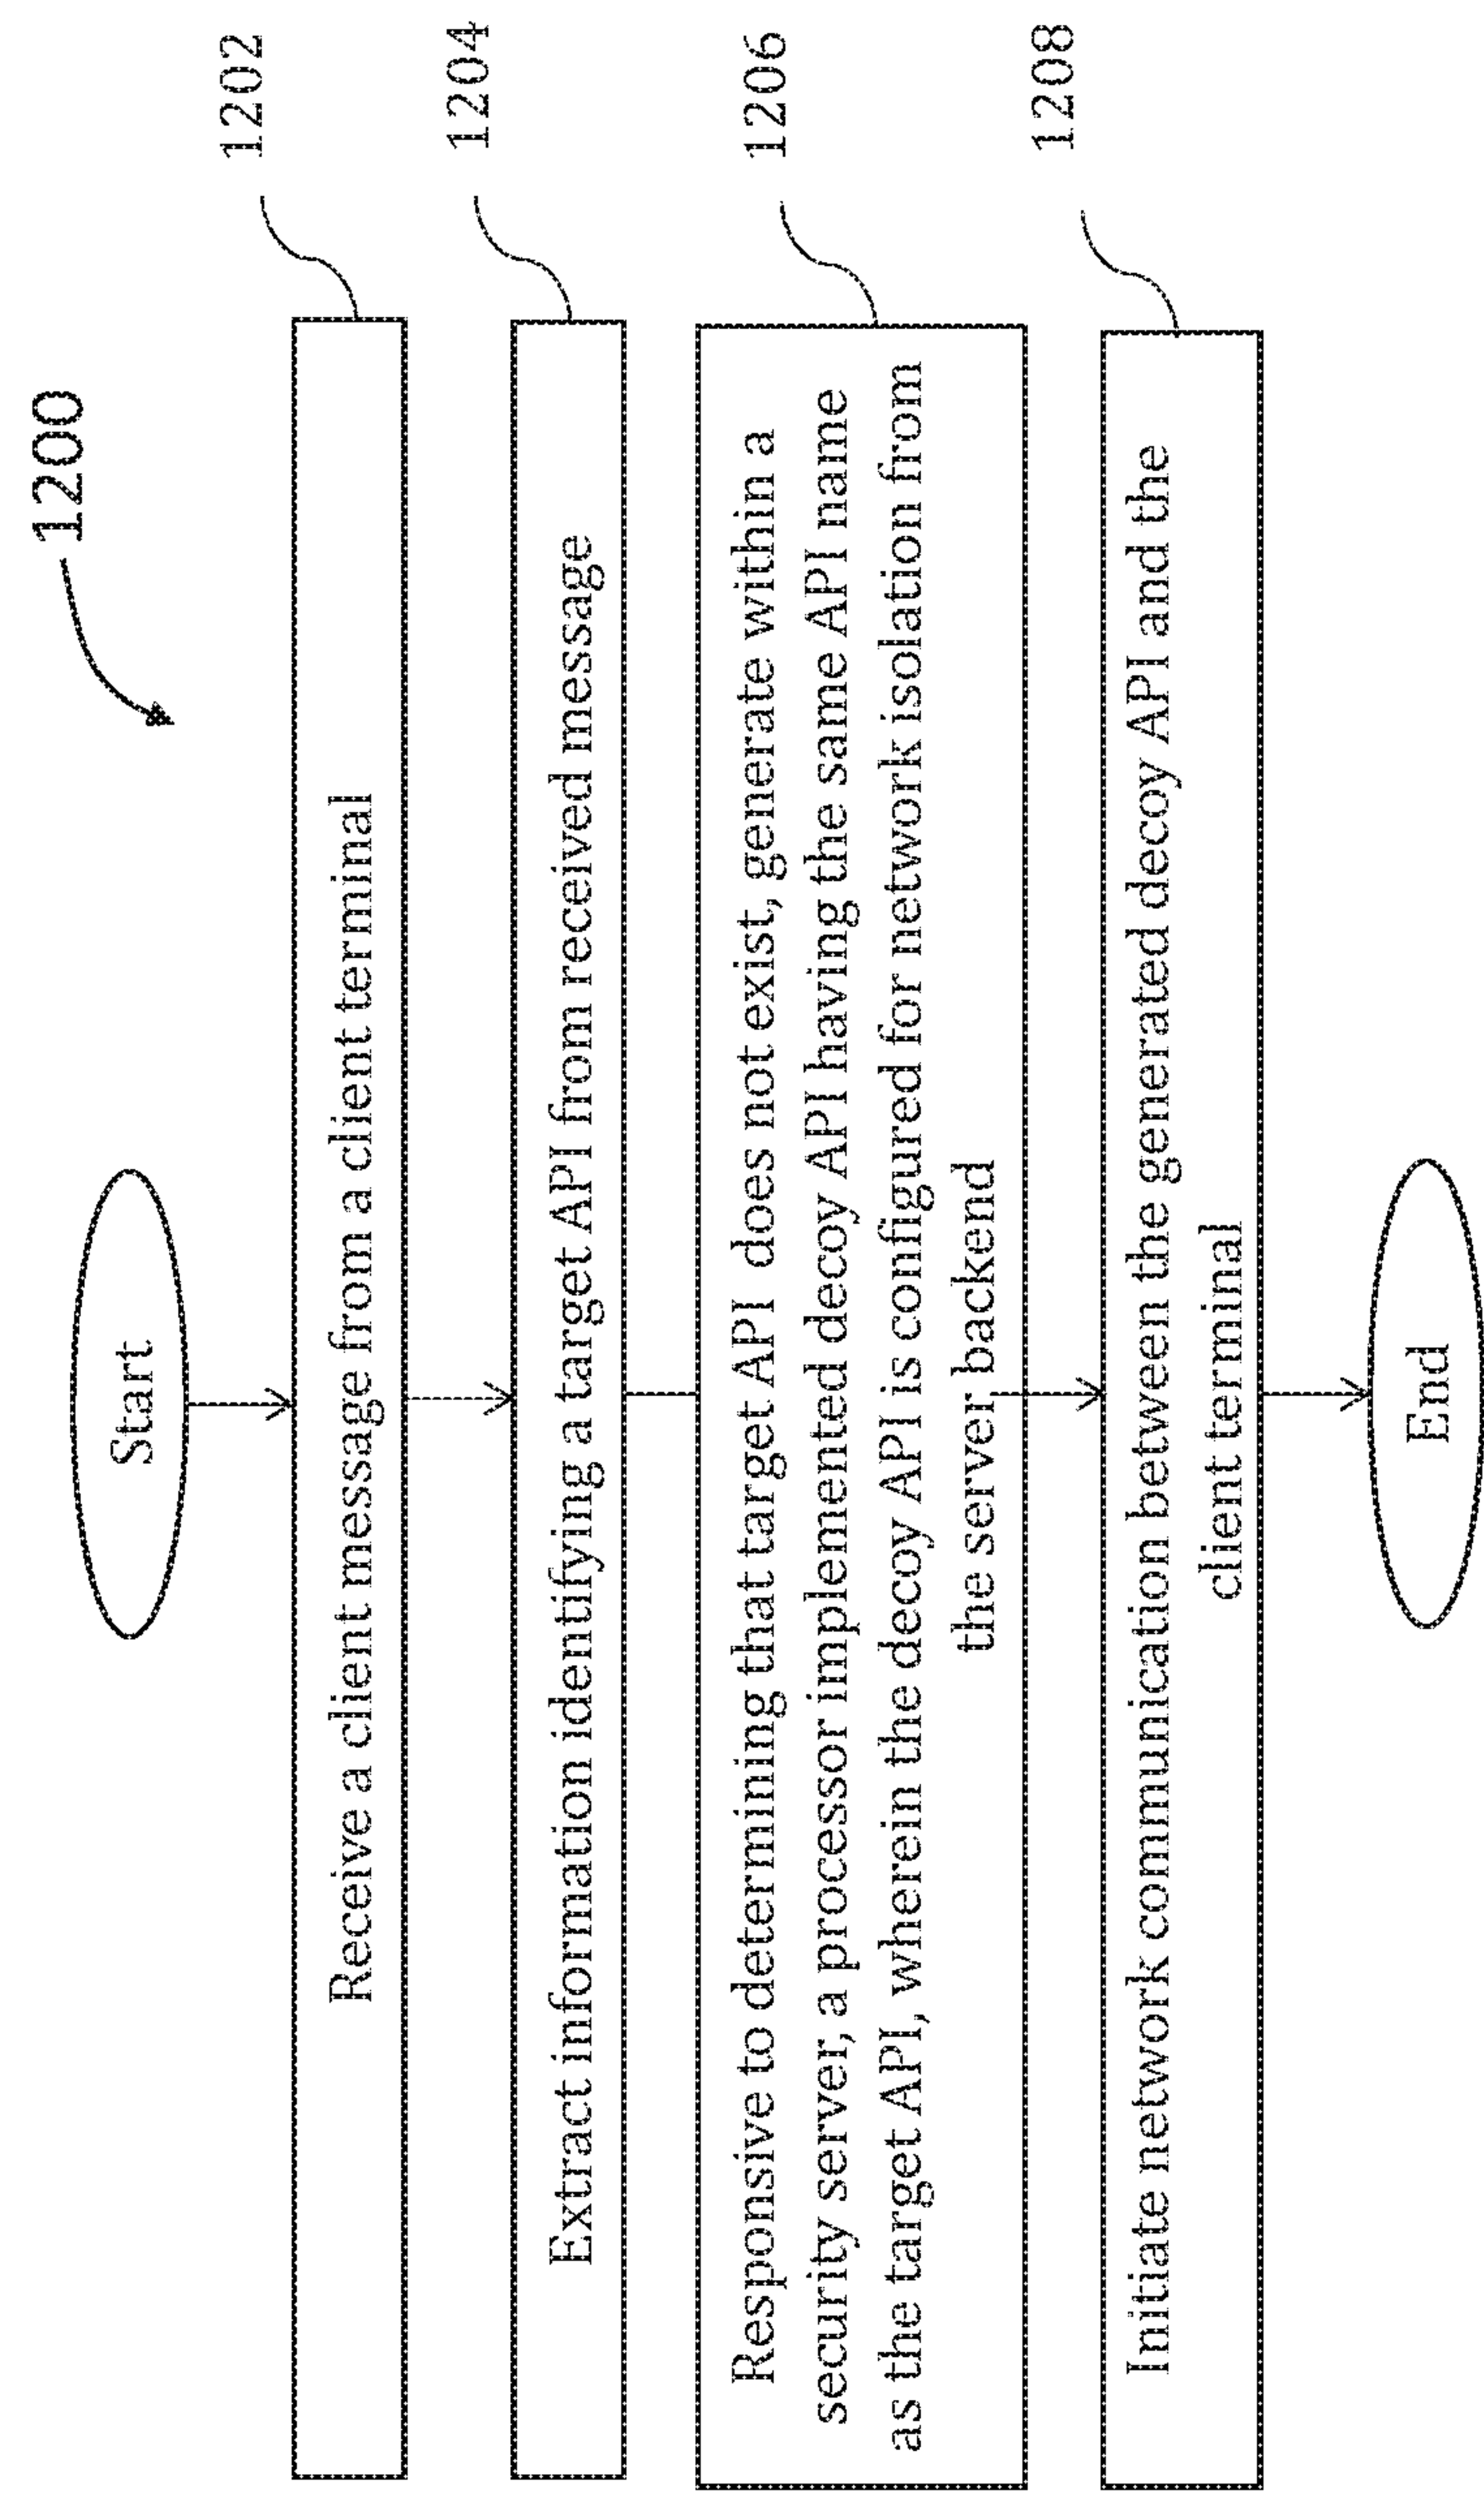 1200
Start
1202
Receive a client message from a client terminal
1204
Extract information identifying a target API from received message
1206
Responsive to determining that target API does not exist, generate within a
security server, a processor implemented decoy API having the same API name
as the target API, wherein the decoy API is configured for network isolation from
the server backend
1208
Initiate network communication between the generated decoy API and the
client terminal
End